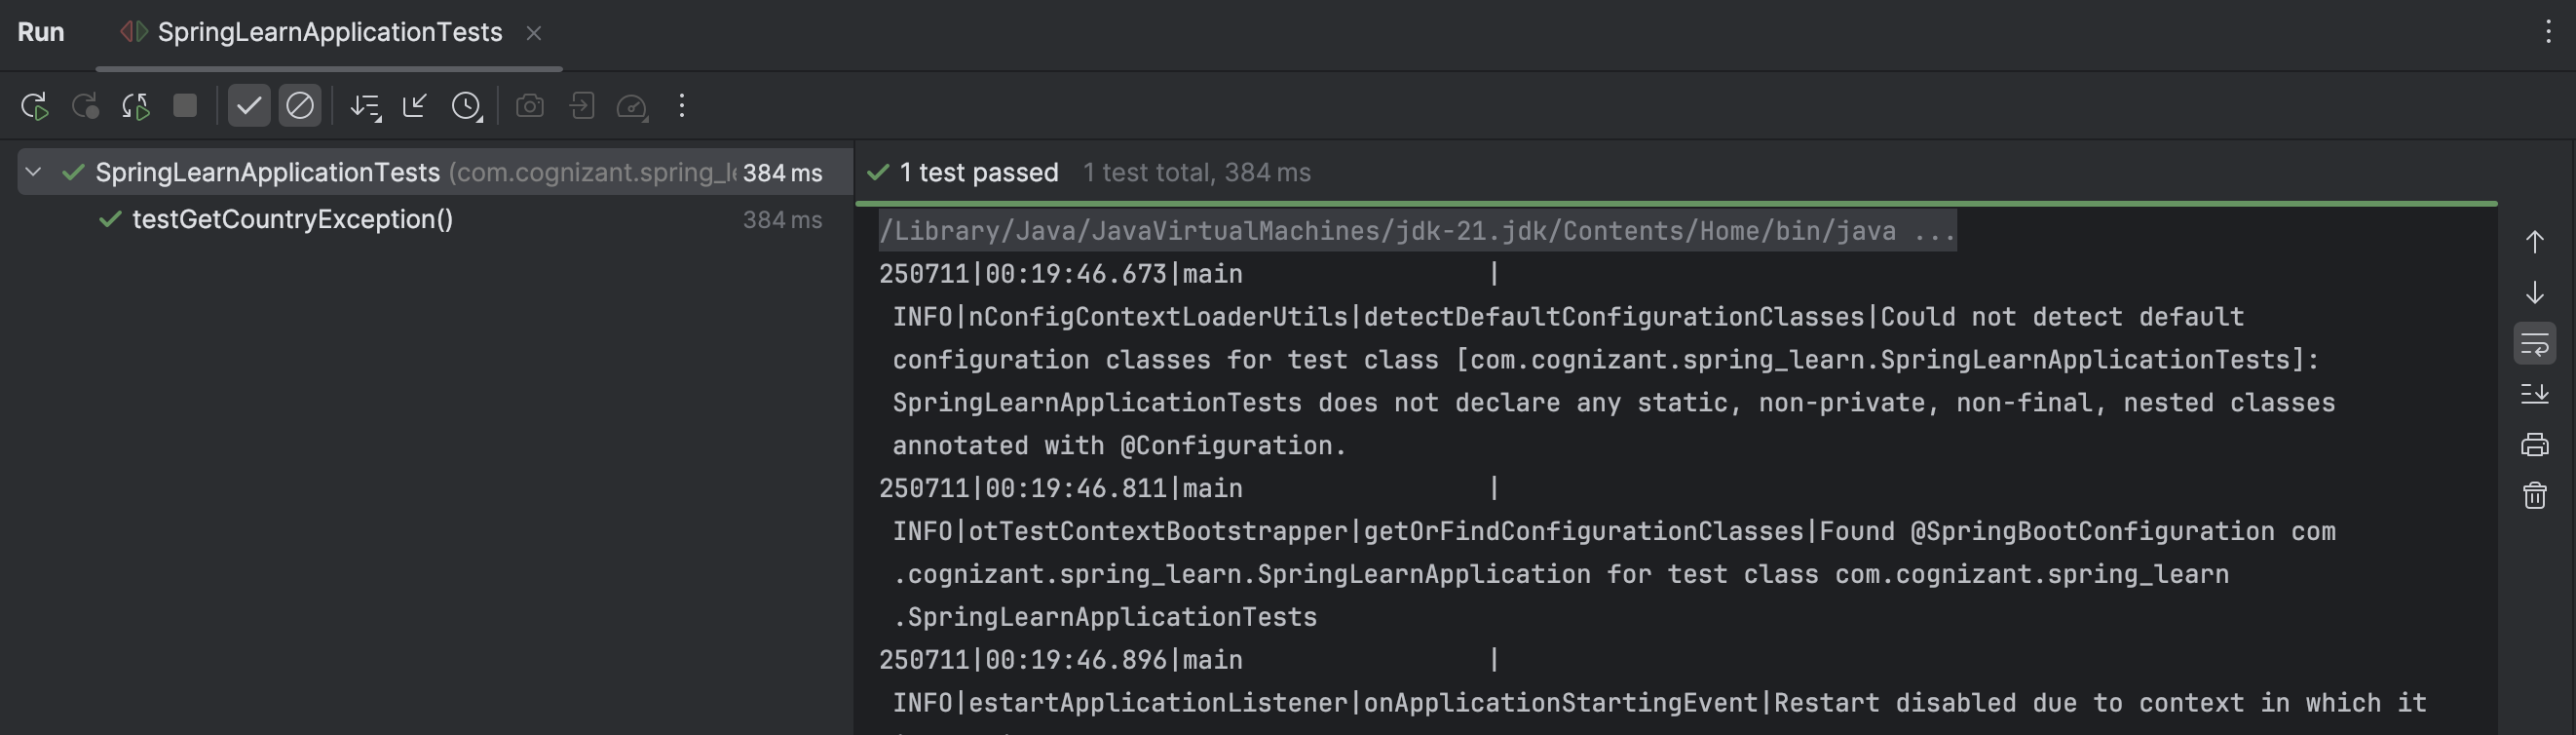 Run SpringLearnApplicationTests
SpringLearnApplicationTests (com.cognizant.spring_l 384 ms
testGetCountryException() 384 ms
1 test passed 1 test total, 384 ms
/Library/Java/JavaVirtualMachines/jdk-21.jdk/Contents/Home/bin/java ...
250711|00:19:46.673|main                |
INFO|nConfigContextLoaderUtils|detectDefaultConfigurationClasses|Could not detect default
configuration classes for test class [com.cognizant.spring_learn.SpringLearnApplicationTests]:
SpringLearnApplicationTests does not declare any static, non-private, non-final, nested classes
annotated with @Configuration.
250711|00:19:46.811|main                |
INFO|otTestContextBootstrapper|getOrFindConfigurationClasses|Found @SpringBootConfiguration com
.cognizant.spring_learn.SpringLearnApplication for test class com.cognizant.spring_learn
.SpringLearnApplicationTests
250711|00:19:46.896|main                |
INFO|estartApplicationListener|onApplicationStartingEvent|Restart disabled due to context in which it